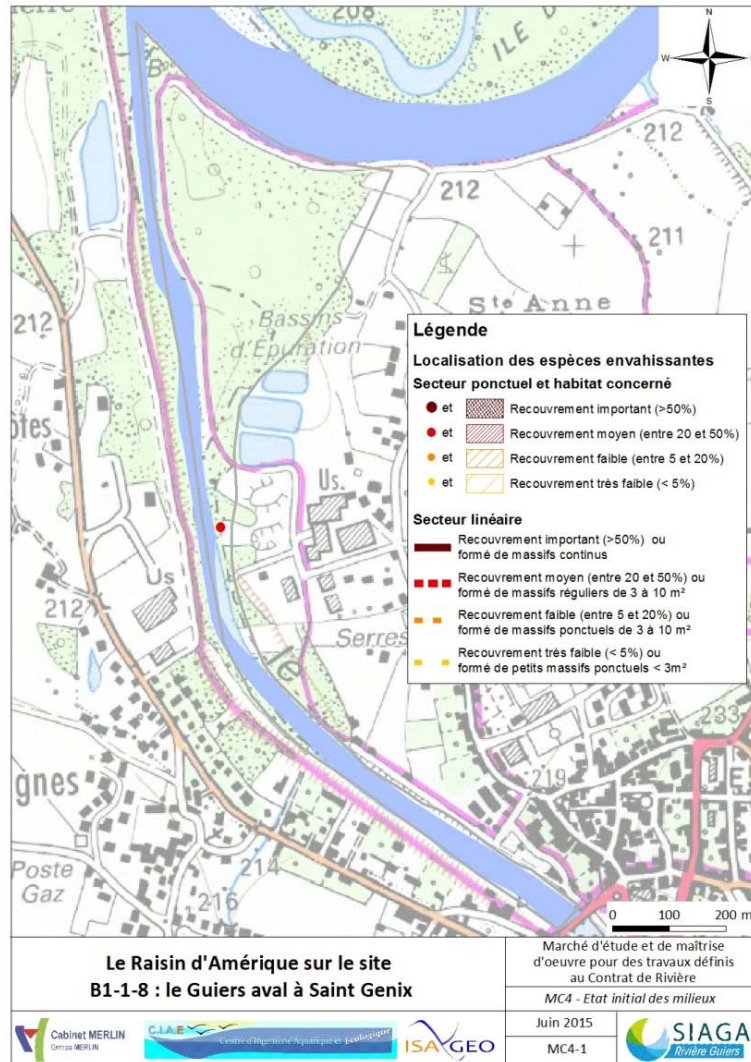 208
ILE D
N
W
S
B
212
212
211
Ste ANNE
Bassins
d'Epuration
212
otes
Us.
Us
212
Serres
le
233
219
E
gnes
Poste
Gaz
214
216
Légende
Localisation des espèces envahissantes
Secteur ponctuel et habitat concerné
et Recouvrement important (>50%)
et Recouvrement moyen (entre 20 et 50%)
et Recouvrement faible (entre 5 et 20%)
et Recouvrement très faible (< 5%)
Secteur linéaire
Recouvrement important (>50%) ou
formé de massifs continus
Recouvrement moyen (entre 20 et 50%) ou
formé de massifs réguliers de 3 à 10 m²
Recouvrement faible (entre 5 et 20%) ou
formé de massifs ponctuels de 3 à 10 m²
Recouvrement très faible (< 5%) ou
formé de petits massifs ponctuels < 3m²
0 100 200 m
Le Raisin d'Amérique sur le site
B1-1-8 : le Guiers aval à Saint Genix
Marché d'étude et de maîtrise
d'oeuvre pour des travaux définis
au Contrat de Rivière
MC4 - Etat initial des milieux
Juin 2015
MC4-1
Cabinet MERLIN
Groupe MERLIN
C.I.A.E
Centre d'Ingénierie Aquatique et Ecologique
ISA GEO
SIAGA
Rivière Guiers